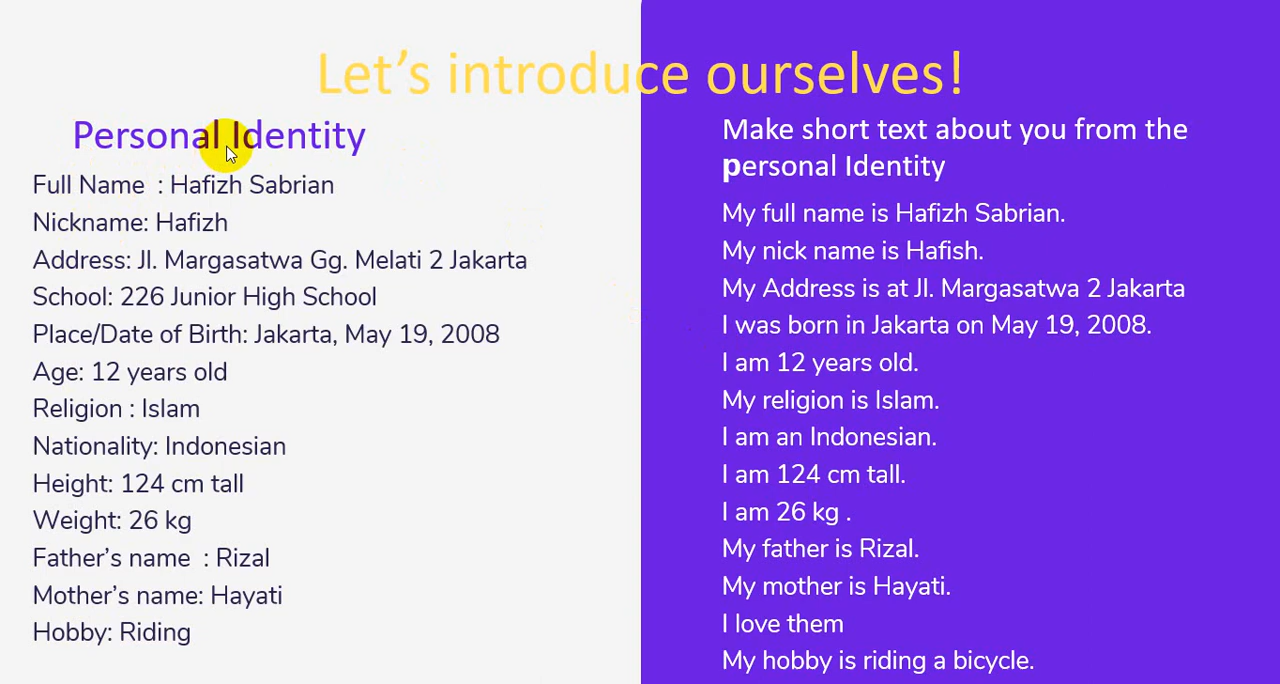 Let’s introduce ourselves!
Personal Identity
Full Name  : Hafizh Sabrian
Nickname: Hafizh
Address: Jl. Margasatwa Gg. Melati 2 Jakarta
School: 226 Junior High School
Place/Date of Birth: Jakarta, May 19, 2008
Age: 12 years old
Religion : Islam
Nationality: Indonesian
Height: 124 cm tall
Weight: 26 kg
Father’s name  : Rizal
Mother’s name: Hayati
Hobby: Riding
Make short text about you from the
personal Identity
My full name is Hafizh Sabrian.
My nick name is Hafish.
My Address is at Jl. Margasatwa 2 Jakarta
I was born in Jakarta on May 19, 2008.
I am 12 years old.
My religion is Islam.
I am an Indonesian.
I am 124 cm tall.
I am 26 kg .
My father is Rizal.
My mother is Hayati.
I love them
My hobby is riding a bicycle.